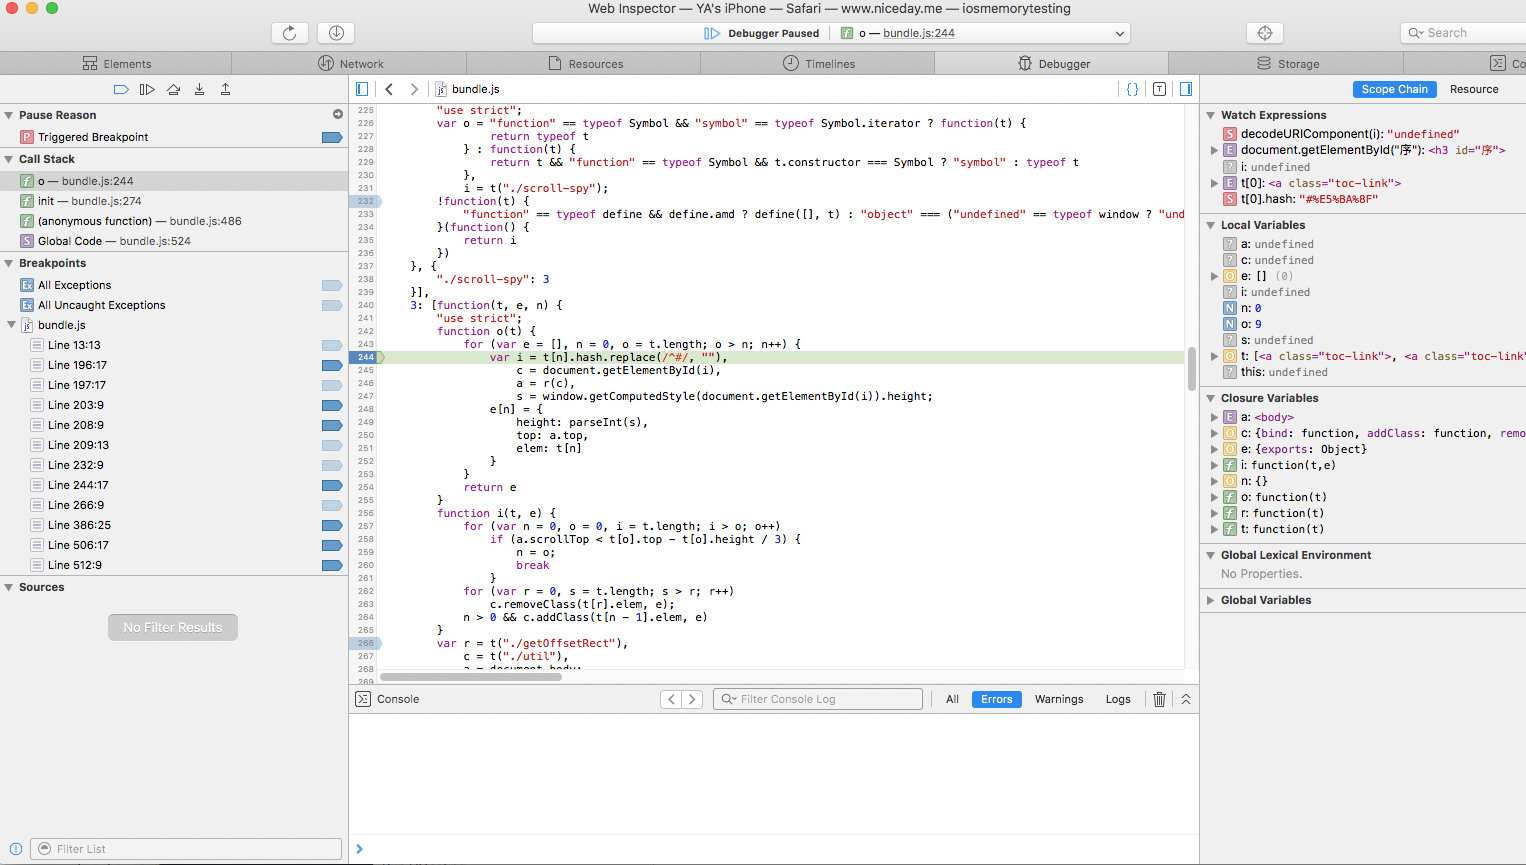 Web Inspector — YA's iPhone — Safari — www.niceday.me — iosmemorytesting
Debugger Paused
o — bundle.js:244
Search
Elements
Network
Resources
Timelines
Debugger
Storage
Co
Pause Reason
P Triggered Breakpoint
Call Stack
f o — bundle.js:244
f init — bundle.js:274
f (anonymous function) — bundle.js:486
S Global Code — bundle.js:524
Breakpoints
Ex All Exceptions
Ex All Uncaught Exceptions
js bundle.js
Line 13:13
Line 196:17
Line 197:17
Line 203:9
Line 208:9
Line 209:13
Line 232:9
Line 244:17
Line 266:9
Line 386:25
Line 506:17
Line 512:9
Sources
No Filter Results
Filter List
js bundle.js
{ } T
225 "use strict";
226 var o = "function" == typeof Symbol && "symbol" == typeof Symbol.iterator ? function(t) {
227 return typeof t
228 } : function(t) {
229 return t && "function" == typeof Symbol && t.constructor === Symbol ? "symbol" : typeof t
230 },
231 i = t("./scroll-spy");
232 !function(t) {
233 "function" == typeof define && define.amd ? define([], t) : "object" === ("undefined" == typeof window ? "und
234 }(function() {
235 return i
236 })
237 }, {
238 "./scroll-spy": 3
239 }],
240 3: [function(t, e, n) {
241 "use strict";
242 function o(t) {
243 for (var e = [], n = 0, o = t.length; o > n; n++) {
244 var i = t[n].hash.replace(/^#/, ""),
245 c = document.getElementById(i),
246 a = r(c),
247 s = window.getComputedStyle(document.getElementById(i)).height;
248 e[n] = {
249 height: parseInt(s),
250 top: a.top,
251 elem: t[n]
252 }
253 }
254 return e
255 }
256 function i(t, e) {
257 for (var n = 0, o = 0, i = t.length; i > o; o++)
258 if (a.scrollTop < t[o].top - t[o].height / 3) {
259 n = o;
260 break
261 }
262 for (var r = 0, s = t.length; s > r; r++)
263 c.removeClass(t[r].elem, e);
264 n > 0 && c.addClass(t[n - 1].elem, e)
265 }
266 var r = t("./getOffsetRect"),
267 c = t("./util"),
268 a = document.body;
269
Console
Filter Console Log
All
Errors
Warnings
Logs
Scope Chain
Resource
Watch Expressions
S decodeURIComponent(i): "undefined"
E document.getElementById("序"): <h3 id="序">
? i: undefined
E t[0]: <a class="toc-link">
S t[0].hash: "#%E5%BA%8F"
Local Variables
? a: undefined
? c: undefined
O e: [] (0)
? i: undefined
N n: 0
N o: 9
? s: undefined
O t: [<a class="toc-link">, <a class="toc-link"
? this: undefined
Closure Variables
E a: <body>
O c: {bind: function, addClass: function, remo
O e: {exports: Object}
f i: function(t,e)
O n: {}
f o: function(t)
f r: function(t)
f t: function(t)
Global Lexical Environment
No Properties.
Global Variables